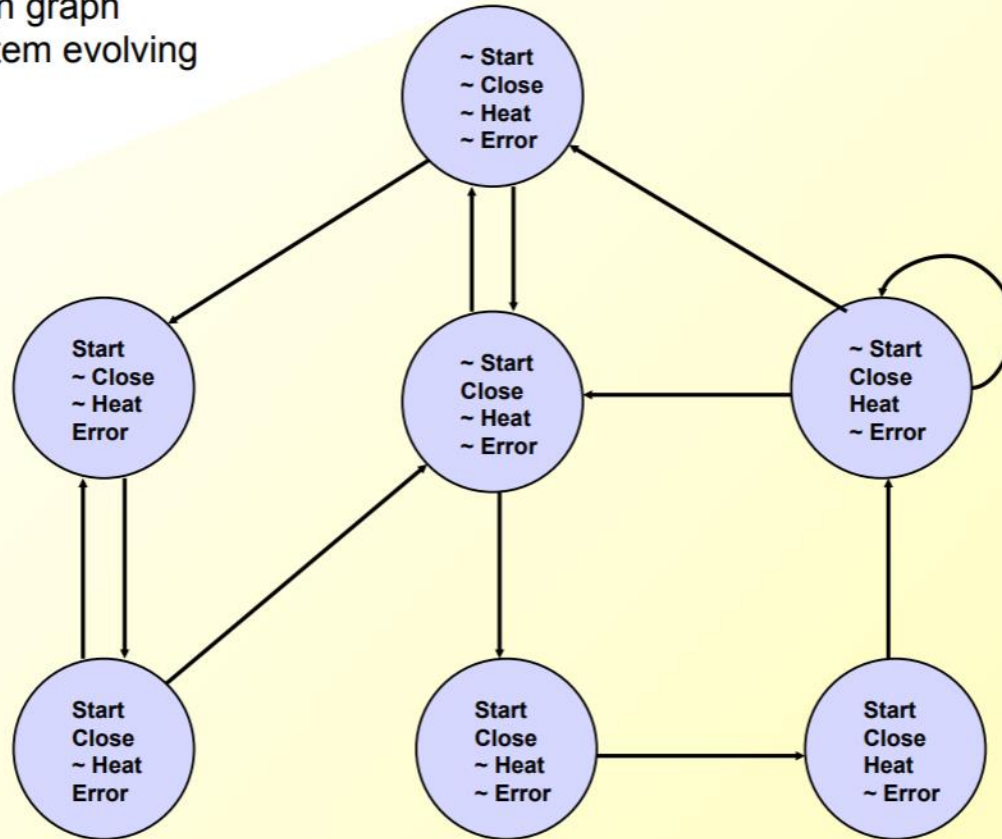 n graph
tem evolving
~ Start
~ Close
~ Heat
~ Error
Start
~ Close
~ Heat
Error
~ Start
Close
~ Heat
~ Error
~ Start
Close
Heat
~ Error
Start
Close
~ Heat
Error
Start
Close
~ Heat
~ Error
Start
Close
Heat
~ Error